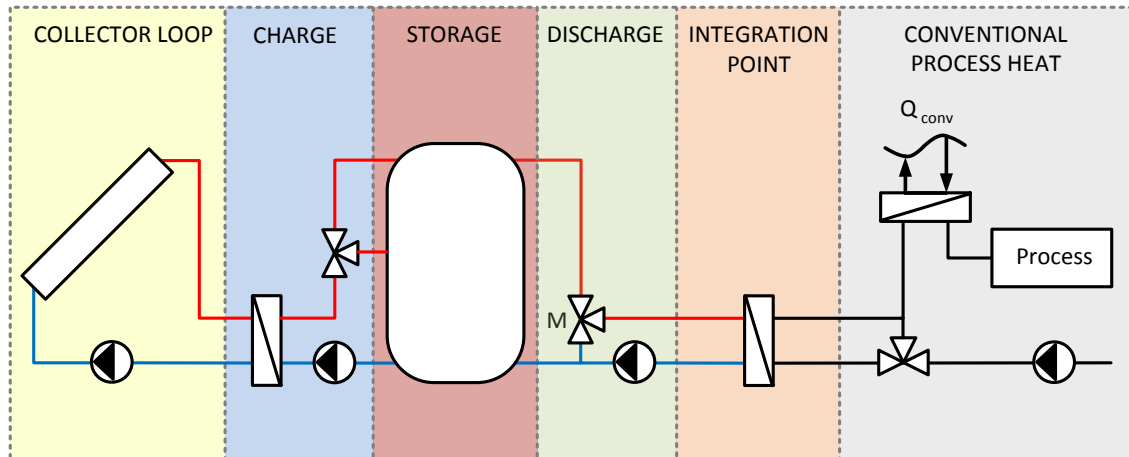 COLLECTOR LOOP
CHARGE
STORAGE
DISCHARGE
INTEGRATION
POINT
CONVENTIONAL
PROCESS HEAT
Q conv
Process
M